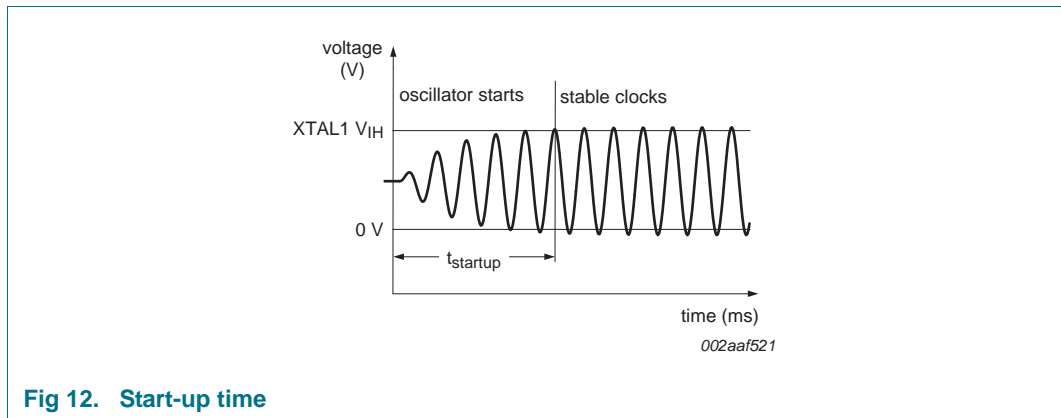 voltage
(V)
oscillator starts
stable clocks
XTAL1 VIH
0 V
tstartup
time (ms)
002aaf521
Fig 12. Start-up time